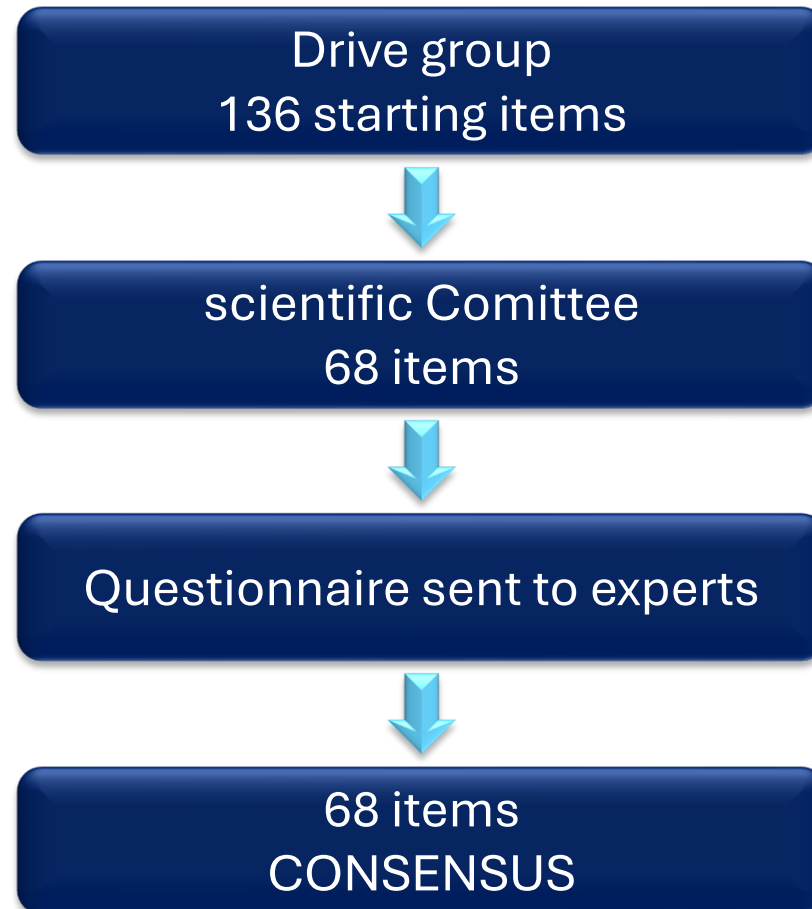 Drive group
136 starting items
scientific Comittee
68 items
Questionnaire sent to experts
68 items
CONSENSUS